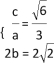 { c/a = √6/3
2b = 2√2